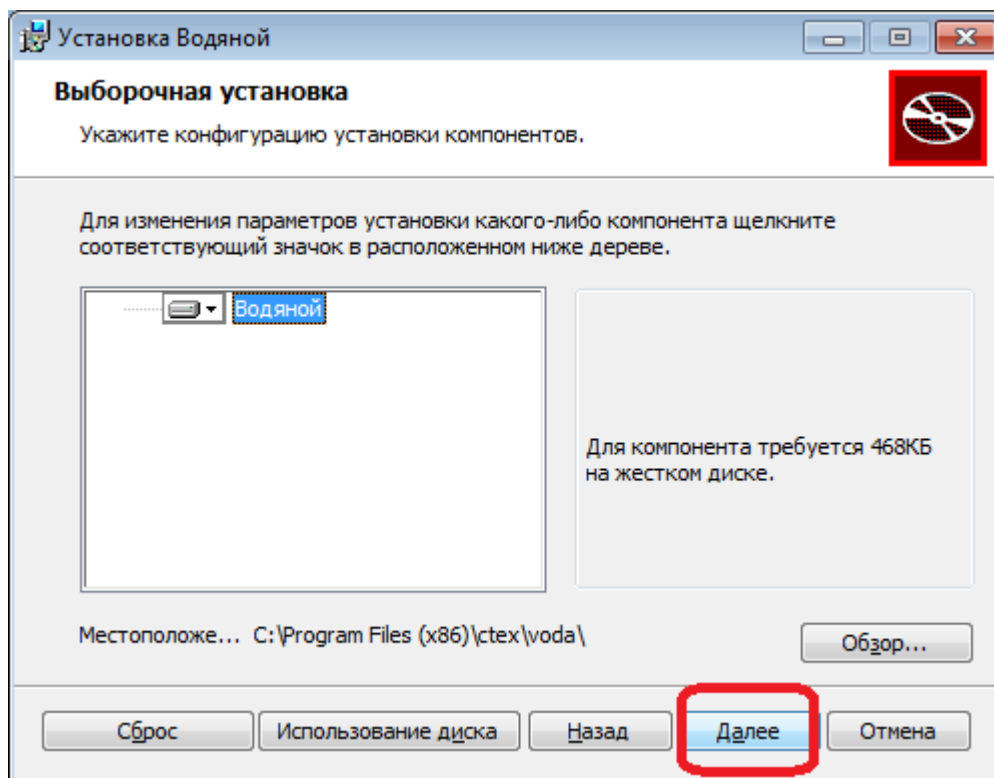 Установка Водяной
Выборочная установка
Укажите конфигурацию установки компонентов.
Для изменения параметров установки какого-либо компонента щелкните
соответствующий значок в расположенном ниже дереве.
Водяной
Для компонента требуется 468КБ
на жестком диске.
Местоположе... C:\Program Files (x86)\ctex\voda\
Обзор...
Сброс Использование диска Назад Далее Отмена